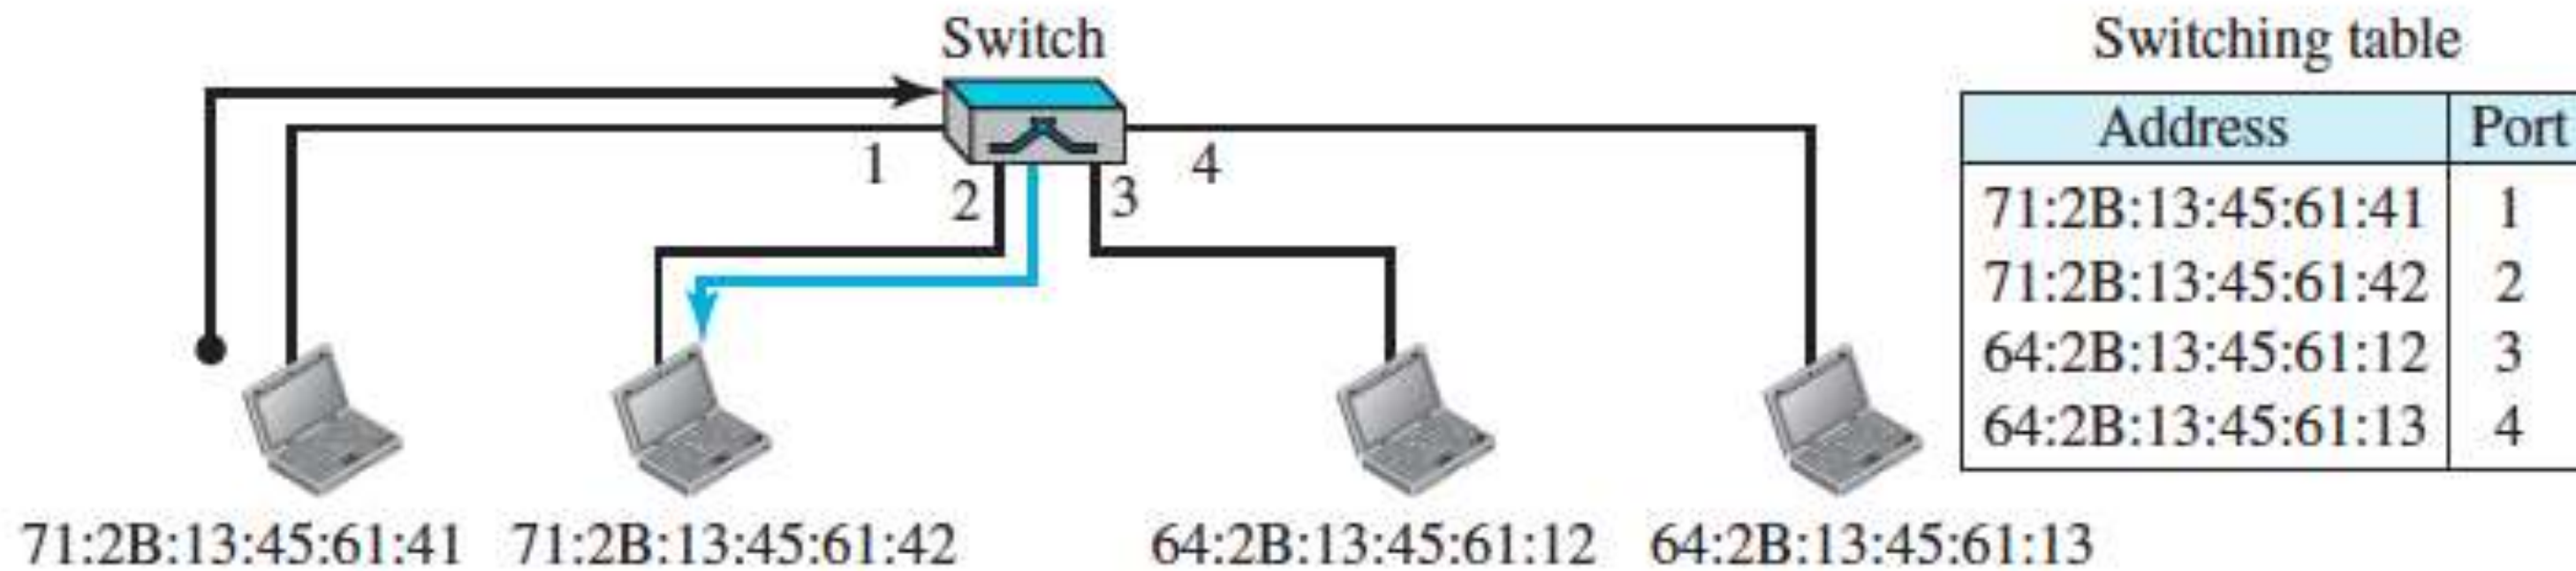 Switch
1
2
3
4
71:2B:13:45:61:41
71:2B:13:45:61:42
64:2B:13:45:61:12
64:2B:13:45:61:13
Switching table
Address Port
71:2B:13:45:61:41 1
71:2B:13:45:61:42 2
64:2B:13:45:61:12 3
64:2B:13:45:61:13 4